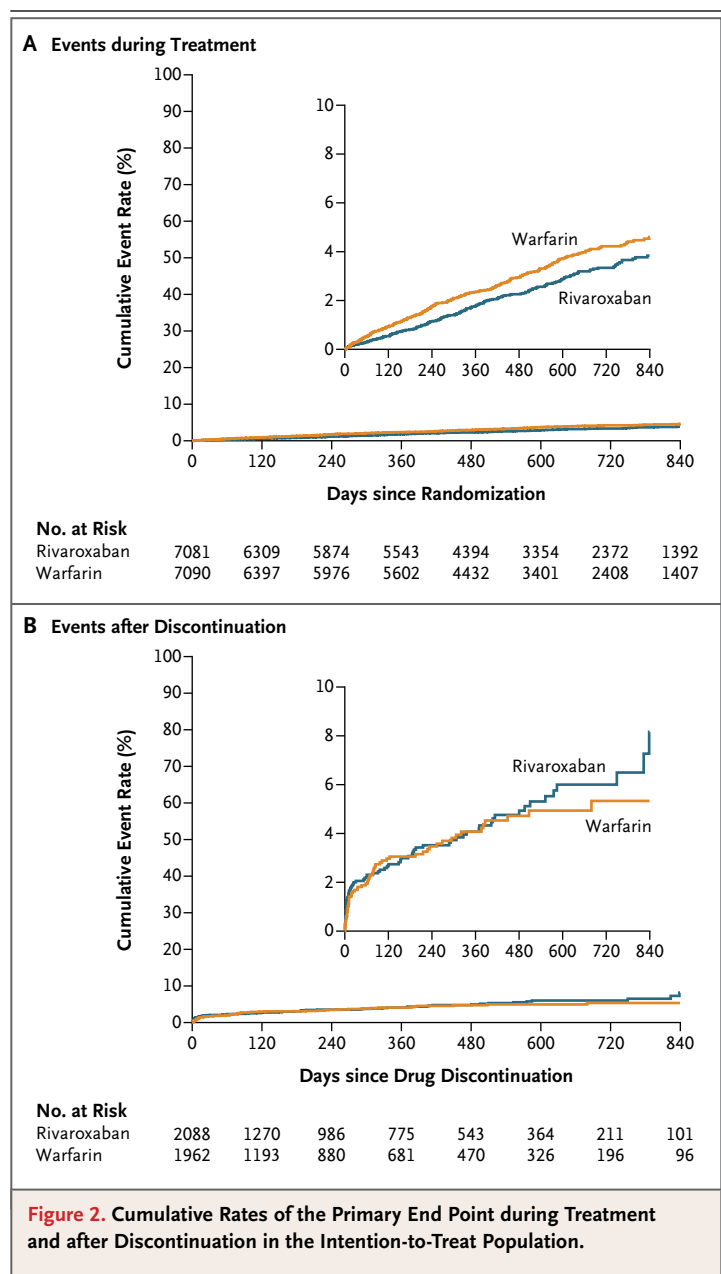 A Events during Treatment
100
90
80
70
60
50
40
30
20
10
0
Cumulative Event Rate (%)
10
8
6
4
2
0
Warfarin
Rivaroxaban
0 120 240 360 480 600 720 840
0 120 240 360 480 600 720 840
Days since Randomization
No. at Risk
Rivaroxaban 7081 6309 5874 5543 4394 3354 2372 1392
Warfarin 7090 6397 5976 5602 4432 3401 2408 1407
B Events after Discontinuation
100
90
80
70
60
50
40
30
20
10
0
Cumulative Event Rate (%)
10
8
6
4
2
0
Rivaroxaban
Warfarin
0 120 240 360 480 600 720 840
0 120 240 360 480 600 720 840
Days since Drug Discontinuation
No. at Risk
Rivaroxaban 2088 1270 986 775 543 364 211 101
Warfarin 1962 1193 880 681 470 326 196 96
Figure 2. Cumulative Rates of the Primary End Point during Treatment
and after Discontinuation in the Intention-to-Treat Population.